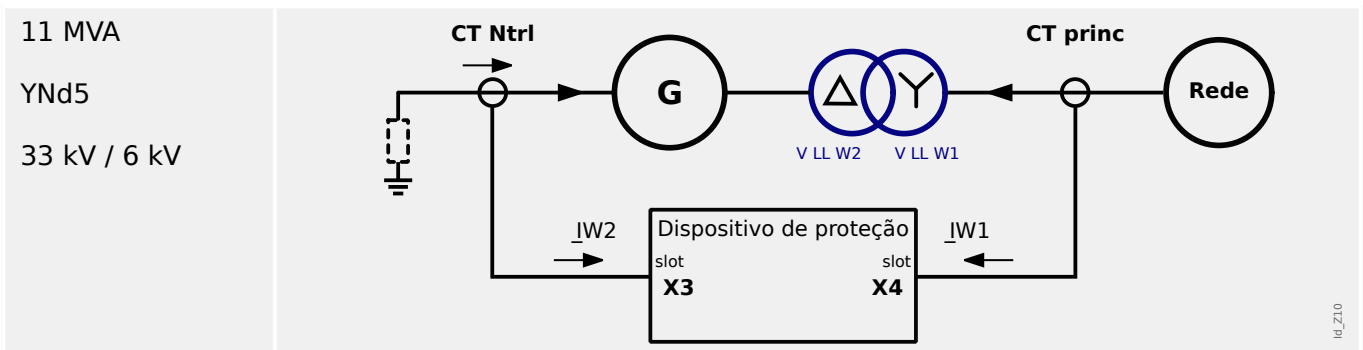 11 MVA
YNd5
33 kV / 6 kV
CT Ntrl
CT princ
G
Rede
V LL W2
V LL W1
_IW2
Dispositivo de proteção
_IW1
slot
slot
X3
X4
Id_Z10